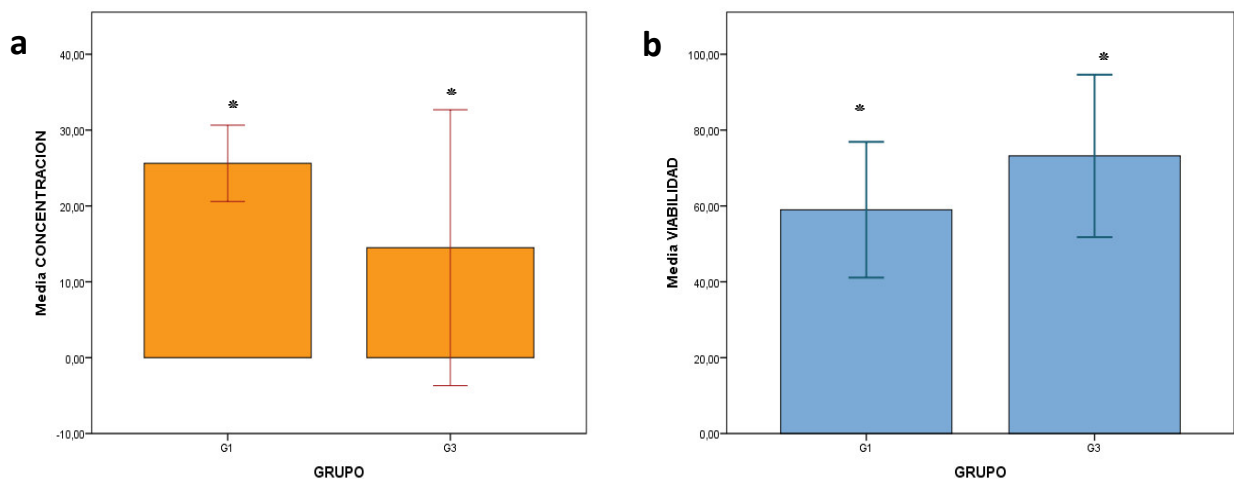 a
Media CONCENTRACION
40,00
*
*
30,00
20,00
10,00
0,00
-10,00
G1
G3
GRUPO
b
Media VIABILIDAD
100,00
*
*
80,00
60,00
40,00
20,00
0,00
G1
G3
GRUPO